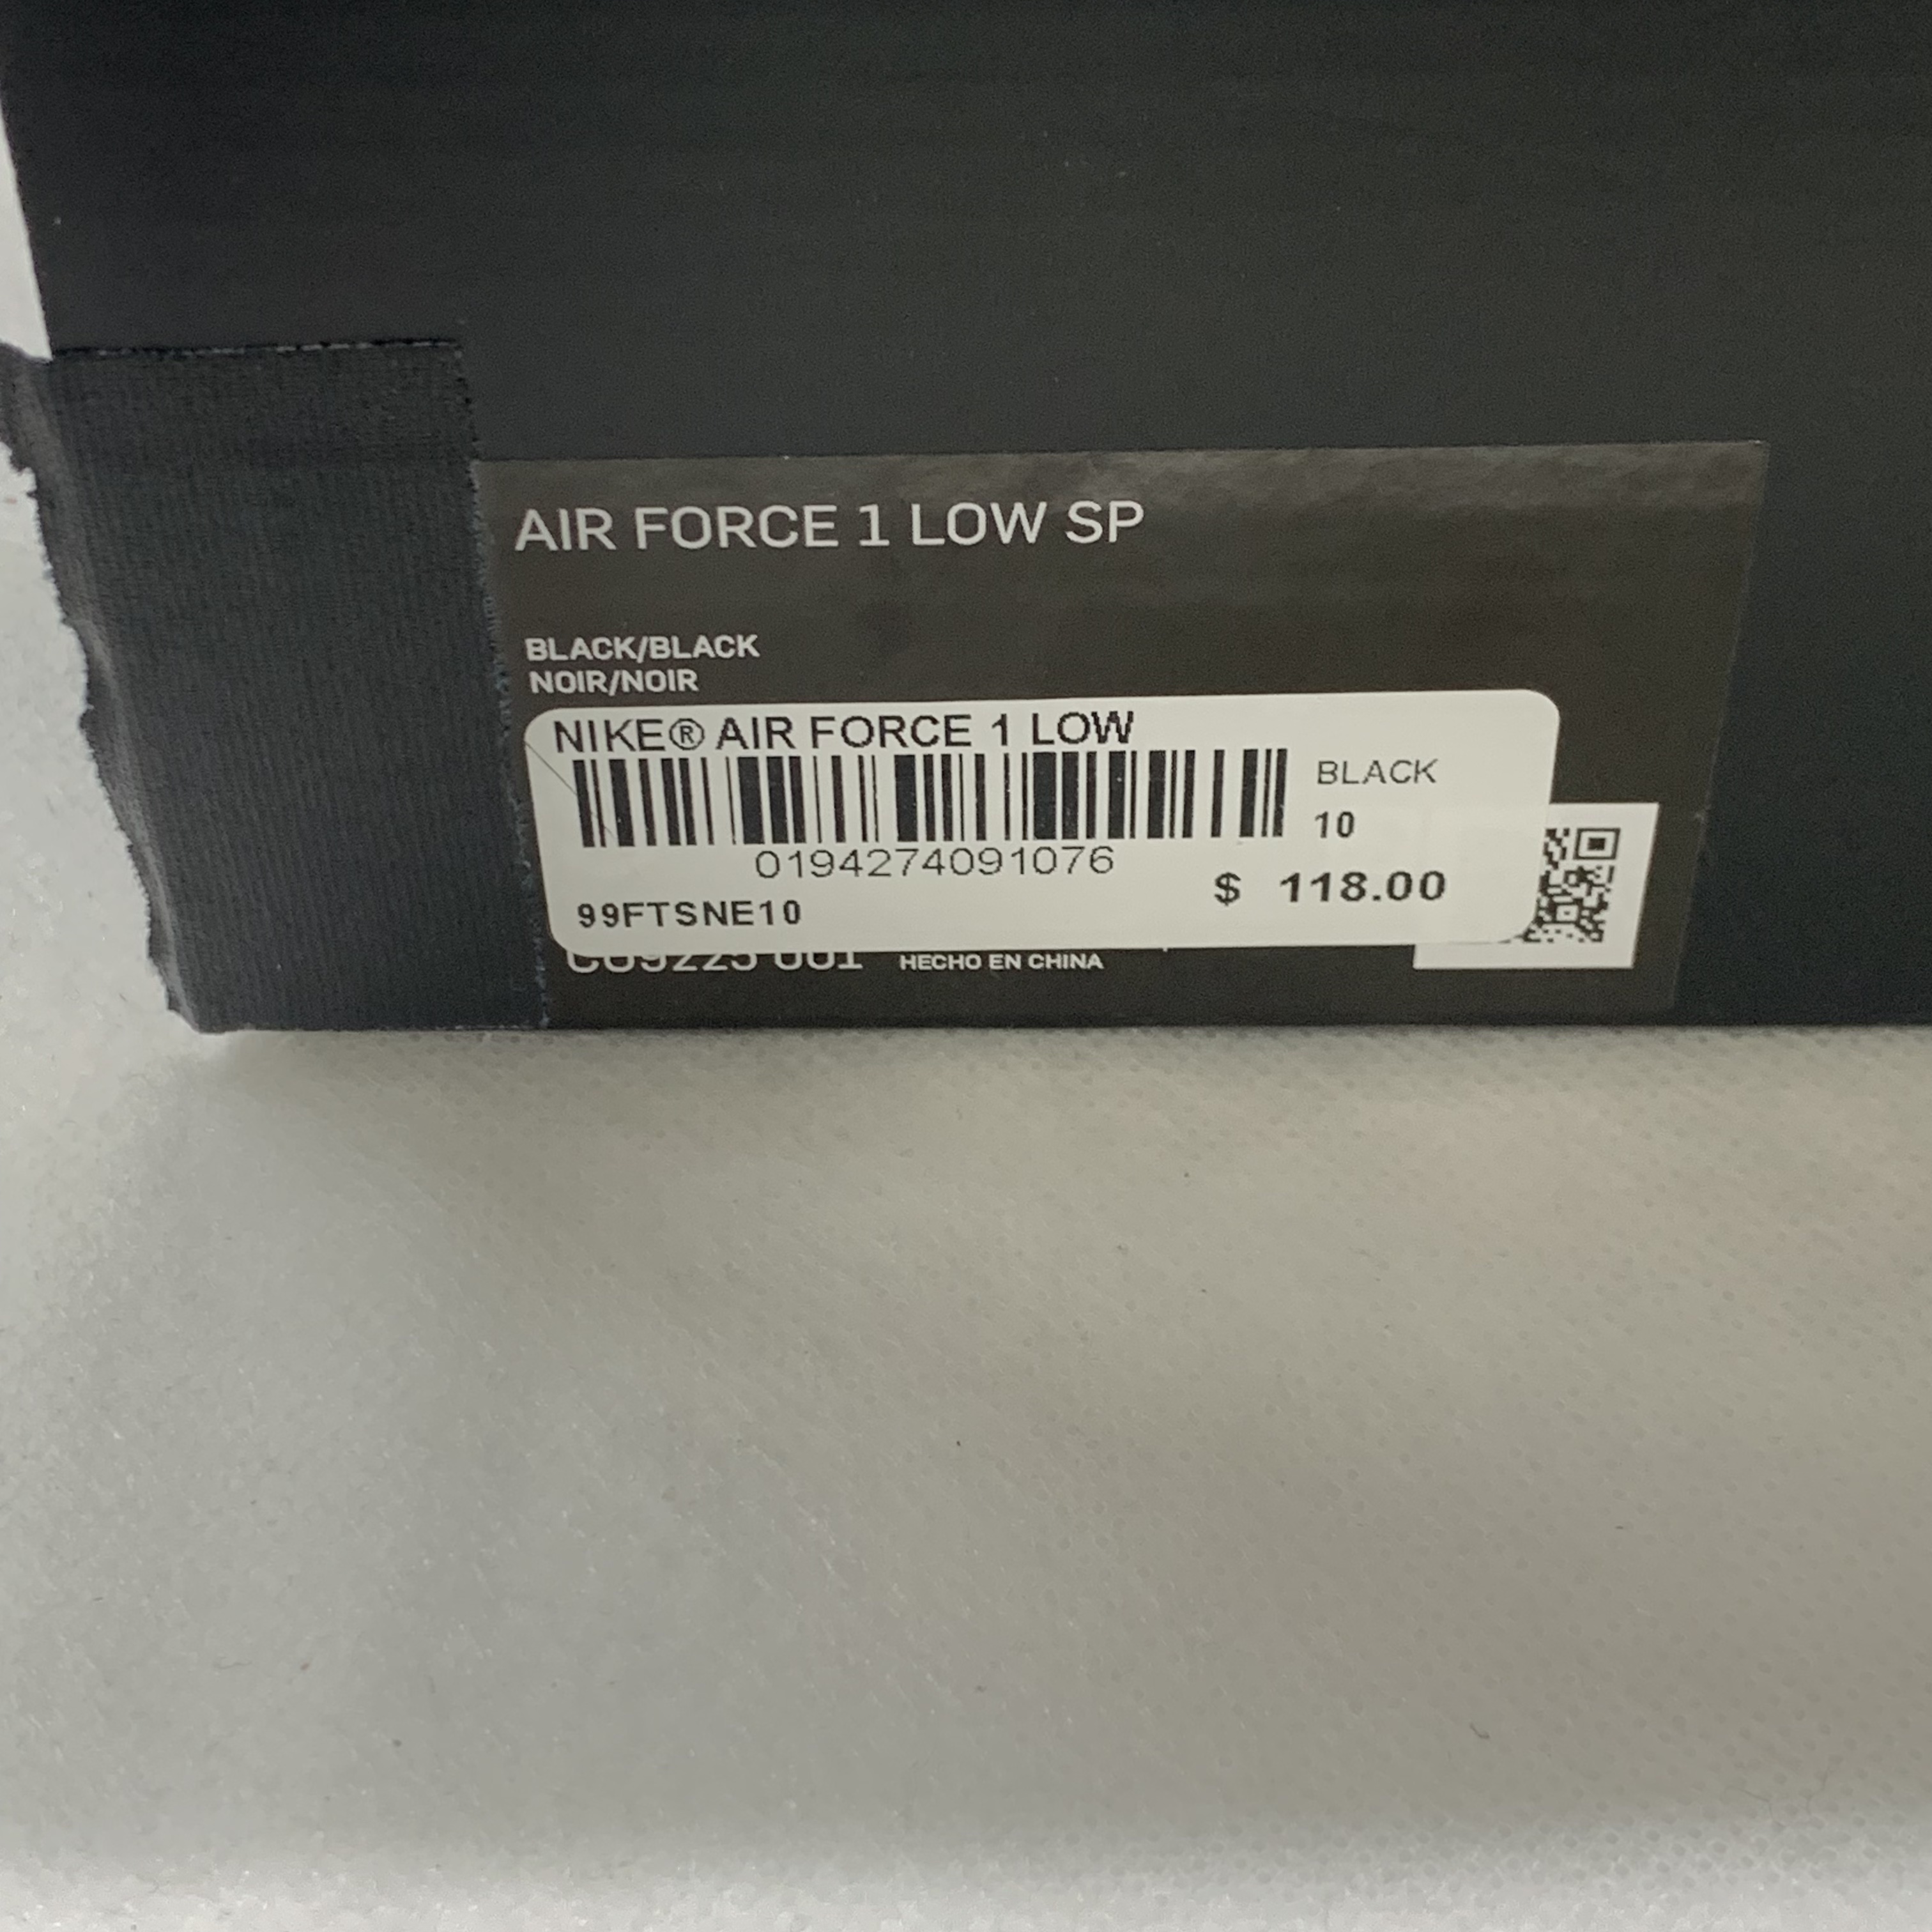 AIR FORCE 1 LOW SP
BLACK/BLACK
NOIR/NOIR
NIKE® AIR FORCE 1 LOW
BLACK
10
0194274091076
$ 118.00
99FTSNE10
HECHO EN CHINA